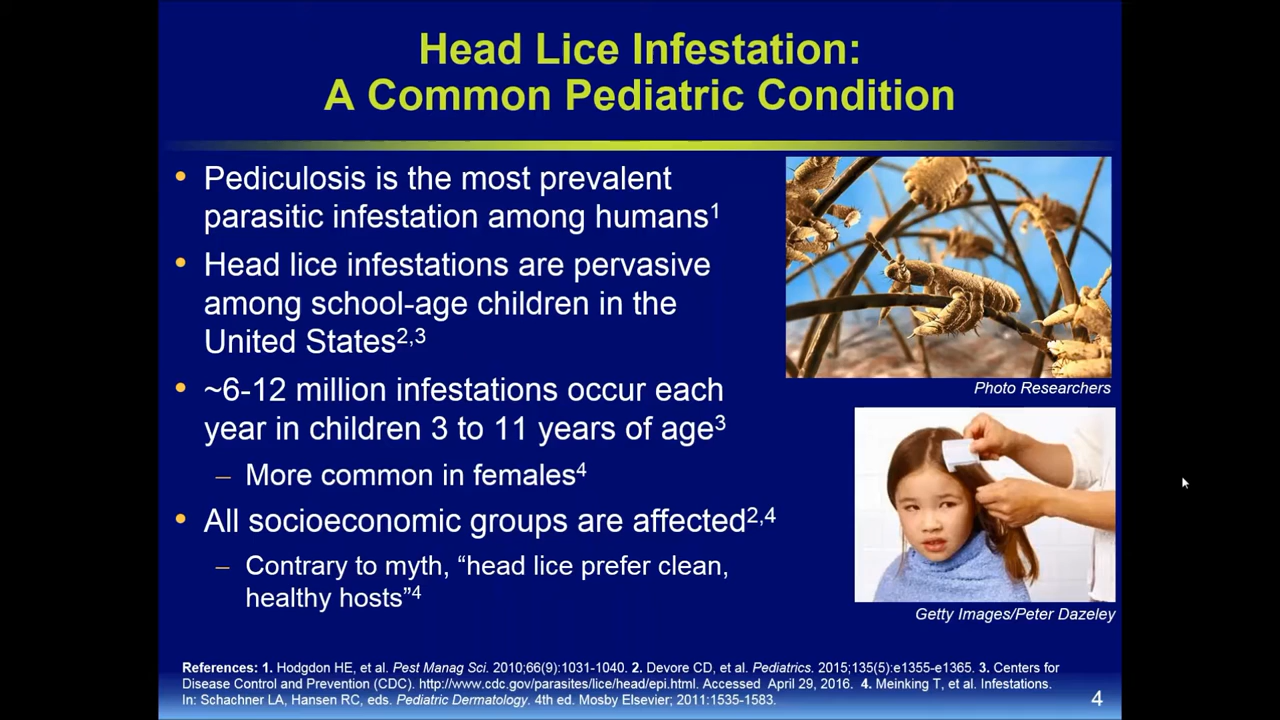 Head Lice Infestation:
A Common Pediatric Condition
• Pediculosis is the most prevalent
parasitic infestation among humans1
• Head lice infestations are pervasive
among school-age children in the
United States2,3
• ~6-12 million infestations occur each
year in children 3 to 11 years of age3
– More common in females4
• All socioeconomic groups are affected2,4
– Contrary to myth, “head lice prefer clean,
healthy hosts”4
Photo Researchers
Getty Images/Peter Dazeley
References: 1. Hodgdon HE, et al. Pest Manag Sci. 2010;66(9):1031-1040. 2. Devore CD, et al. Pediatrics. 2015;135(5):e1355-e1365. 3. Centers for
Disease Control and Prevention (CDC). http://www.cdc.gov/parasites/lice/head/epi.html. Accessed April 29, 2016. 4. Meinking T, et al. Infestations.
In: Schachner LA, Hansen RC, eds. Pediatric Dermatology. 4th ed. Mosby Elsevier; 2011:1535-1583.
4